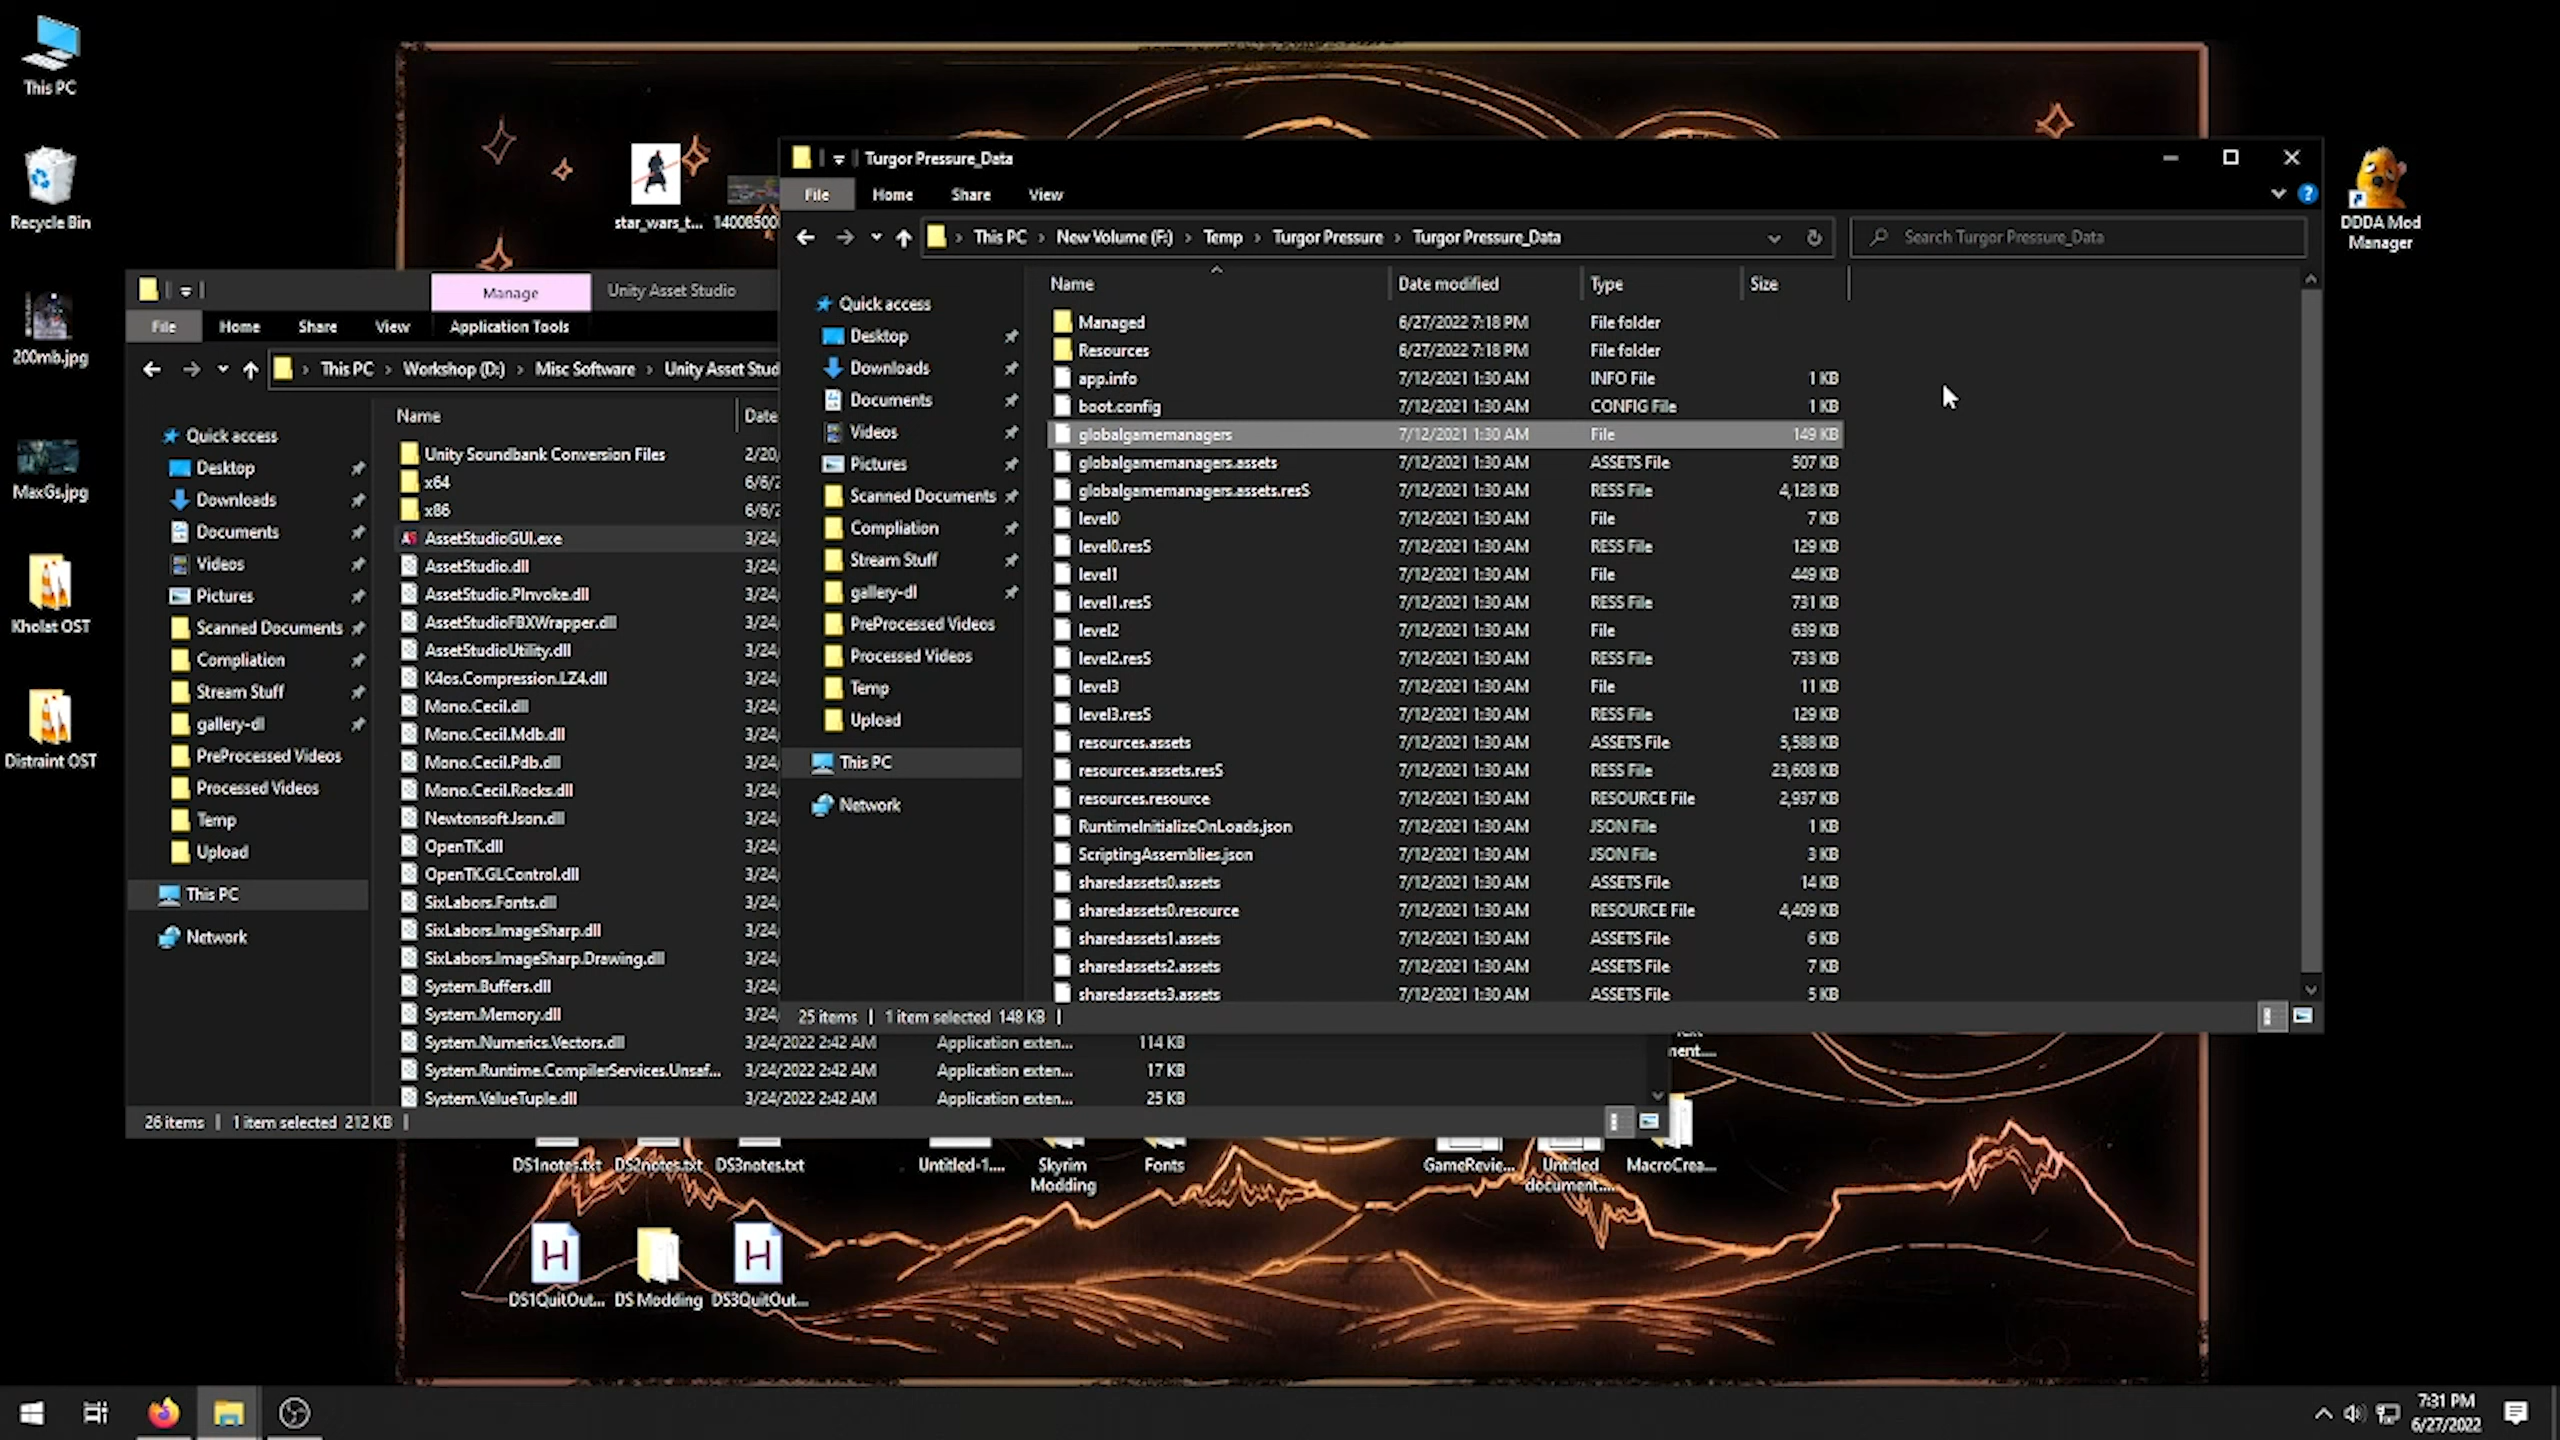 This PC
Recycle Bin
200mb.jpg
MaxGs.jpg
Kholat OST
Distraint OST
star_wars_t...
DDDA Mod
Manager
Turgor Pressure_Data
File Home Share View
This PC New Volume (F:) Temp Turgor Pressure Turgor Pressure_Data
Search Turgor Pressure_Data
Quick access
Desktop
Downloads
Documents
Videos
Pictures
Scanned Documents
Compliation
Stream Stuff
gallery-dl
PreProcessed Videos
Processed Videos
Temp
Upload
This PC
Network
Name Date modified Type Size
Managed 6/27/2022 7:18 PM File folder
Resources 6/27/2022 7:18 PM File folder
app.info 7/12/2021 1:30 AM INFO File 1 KB
boot.config 7/12/2021 1:30 AM CONFIG File 1 KB
globalgamemanagers 7/12/2021 1:30 AM File 149 KB
globalgamemanagers.assets 7/12/2021 1:30 AM ASSETS File 507 KB
globalgamemanagers.assets.resS 7/12/2021 1:30 AM RESS File 4,128 KB
level0 7/12/2021 1:30 AM File 7 KB
level0.resS 7/12/2021 1:30 AM RESS File 129 KB
level1 7/12/2021 1:30 AM File 449 KB
level1.resS 7/12/2021 1:30 AM RESS File 731 KB
level2 7/12/2021 1:30 AM File 639 KB
level2.resS 7/12/2021 1:30 AM RESS File 733 KB
level3 7/12/2021 1:30 AM File 11 KB
level3.resS 7/12/2021 1:30 AM RESS File 129 KB
resources.assets 7/12/2021 1:30 AM ASSETS File 5,588 KB
resources.assets.resS 7/12/2021 1:30 AM RESS File 23,608 KB
resources.resource 7/12/2021 1:30 AM RESOURCE File 2,937 KB
RuntimeInitializeOnLoads.json 7/12/2021 1:30 AM JSON File 1 KB
ScriptingAssemblies.json 7/12/2021 1:30 AM JSON File 3 KB
sharedassets0.assets 7/12/2021 1:30 AM ASSETS File 14 KB
sharedassets0.resource 7/12/2021 1:30 AM RESOURCE File 4,409 KB
sharedassets1.assets 7/12/2021 1:30 AM ASSETS File 6 KB
sharedassets2.assets 7/12/2021 1:30 AM ASSETS File 7 KB
sharedassets3.assets 7/12/2021 1:30 AM ASSETS File 5 KB
25 items 1 item selected 148 KB
Manage Unity Asset Studio
File Home Share View Application Tools
This PC Workshop (D:) Misc Software Unity Asset Stud
Quick access
Desktop
Downloads
Documents
Videos
Pictures
Scanned Documents
Compliation
Stream Stuff
gallery-dl
PreProcessed Videos
Processed Videos
Temp
Upload
This PC
Network
Name Date
Unity Soundbank Conversion Files 2/20/
x64 6/6/2
x86 6/6/2
AssetStudioGUI.exe 3/24/
AssetStudio.dll 3/24/
AssetStudio.PInvoke.dll 3/24/
AssetStudioFBXWrapper.dll 3/24/
AssetStudioUtility.dll 3/24/
K4os.Compression.LZ4.dll 3/24/
Mono.Cecil.dll 3/24/
Mono.Cecil.Mdb.dll 3/24/
Mono.Cecil.Pdb.dll 3/24/
Mono.Cecil.Rocks.dll 3/24/
Newtonsoft.Json.dll 3/24/
OpenTK.dll 3/24/
OpenTK.GLControl.dll 3/24/
SixLabors.Fonts.dll 3/24/
SixLabors.ImageSharp.dll 3/24/
SixLabors.ImageSharp.Drawing.dll 3/24/
System.Buffers.dll 3/24/
System.Memory.dll 3/24/
System.Numerics.Vectors.dll 3/24/2022 2:42 AM Application exten... 114 KB
System.Runtime.CompilerServices.Unsaf... 3/24/2022 2:42 AM Application exten... 17 KB
System.ValueTuple.dll 3/24/2022 2:42 AM Application exten... 25 KB
26 items 1 item selected 212 KB
DS1notes.txt DS2notes.txt DS3notes.txt
Untitled-1....
Skyrim
Modding
Fonts
GameRevie...
Untitled
document....
MacroCrea...
DS1QuitOut...
DS Modding
DS3QuitOut...
7:31 PM
6/27/2022